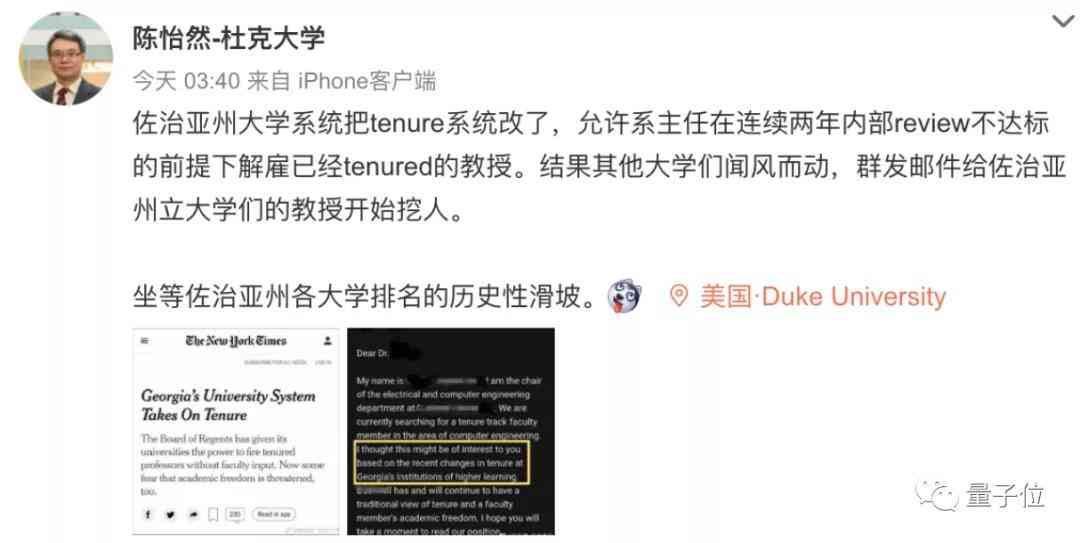 陈怡然-杜克大学
今天 03:40 来自 iPhone客户端
佐治亚州大学系统把tenure系统改了，允许系主任在连续两年内部review不达标
的前提下解雇已经tenured的教授。结果其他大学们闻风而动，群发邮件给佐治亚
州立大学们的教授开始挖人。
坐等佐治亚州各大学排名的历史性滑坡。 美国·Duke University
The New York Times
Georgia's University System
Takes On Tenure
The Board of Regents has given its
universities the power to fire tenured
professors without faculty input. Now some
fear that academic freedom is threatened,
too.
Read in app
Dear Dr.
My name is I am the chair
of the electrical and computer engineering
department at We are
currently searching for a tenure track faculty
member in the area of computer engineering.
I thought this might be of interest to you
based on the recent changes in tenure at
Georgia's institutions of higher learning.
has and will continue to have a
traditional view of tenure and a faculty
member's academic freedom. I hope you will
take a moment to read our position
量子位